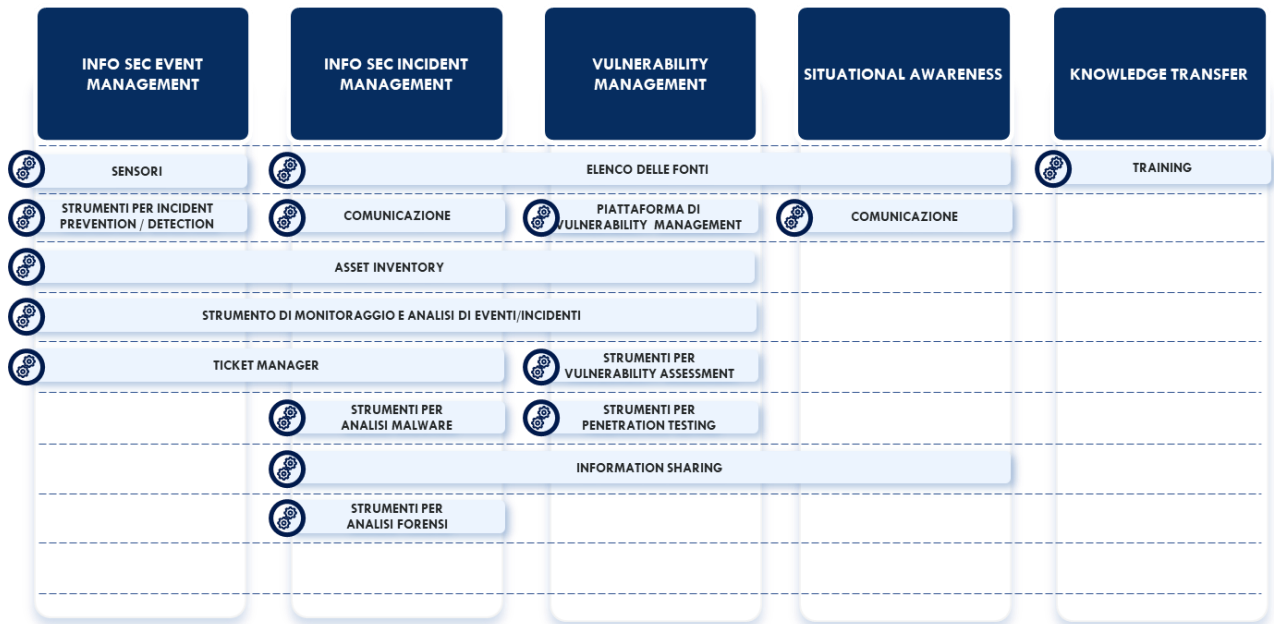 INFO SEC EVENT
MANAGEMENT
INFO SEC INCIDENT
MANAGEMENT
VULNERABILITY
MANAGEMENT
SITUATIONAL AWARENESS
KNOWLEDGE TRANSFER
SENSORI
ELENCO DELLE FONTI
TRAINING
STRUMENTI PER INCIDENT
PREVENTION / DETECTION
COMUNICAZIONE
PIATTAFORMA DI
VULNERABILITY MANAGEMENT
COMUNICAZIONE
ASSET INVENTORY
STRUMENTO DI MONITORAGGIO E ANALISI DI EVENTI/INCIDENTI
TICKET MANAGER
STRUMENTI PER
VULNERABILITY ASSESSMENT
STRUMENTI PER
ANALISI MALWARE
STRUMENTI PER
PENETRATION TESTING
INFORMATION SHARING
STRUMENTI PER
ANALISI FORENSI